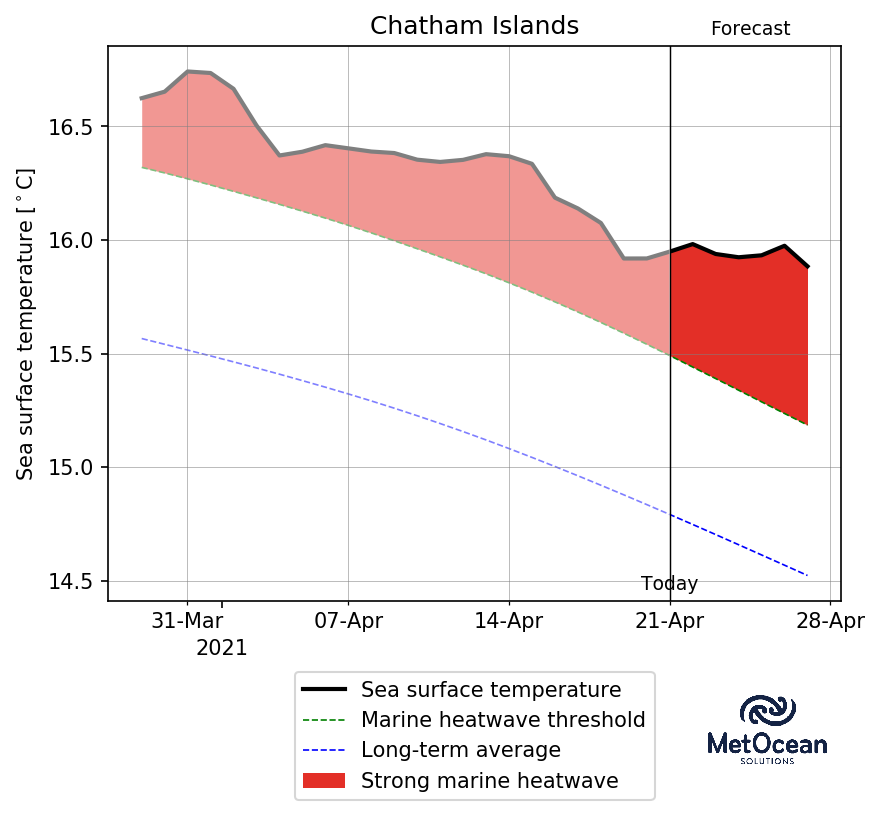 Chatham Islands
Forecast
Sea surface temperature [°C]
16.5
16.0
15.5
15.0
14.5
Today
31-Mar 07-Apr 14-Apr 21-Apr 28-Apr
2021
Sea surface temperature
Marine heatwave threshold
Long-term average
Strong marine heatwave
MetOcean
SOLUTIONS